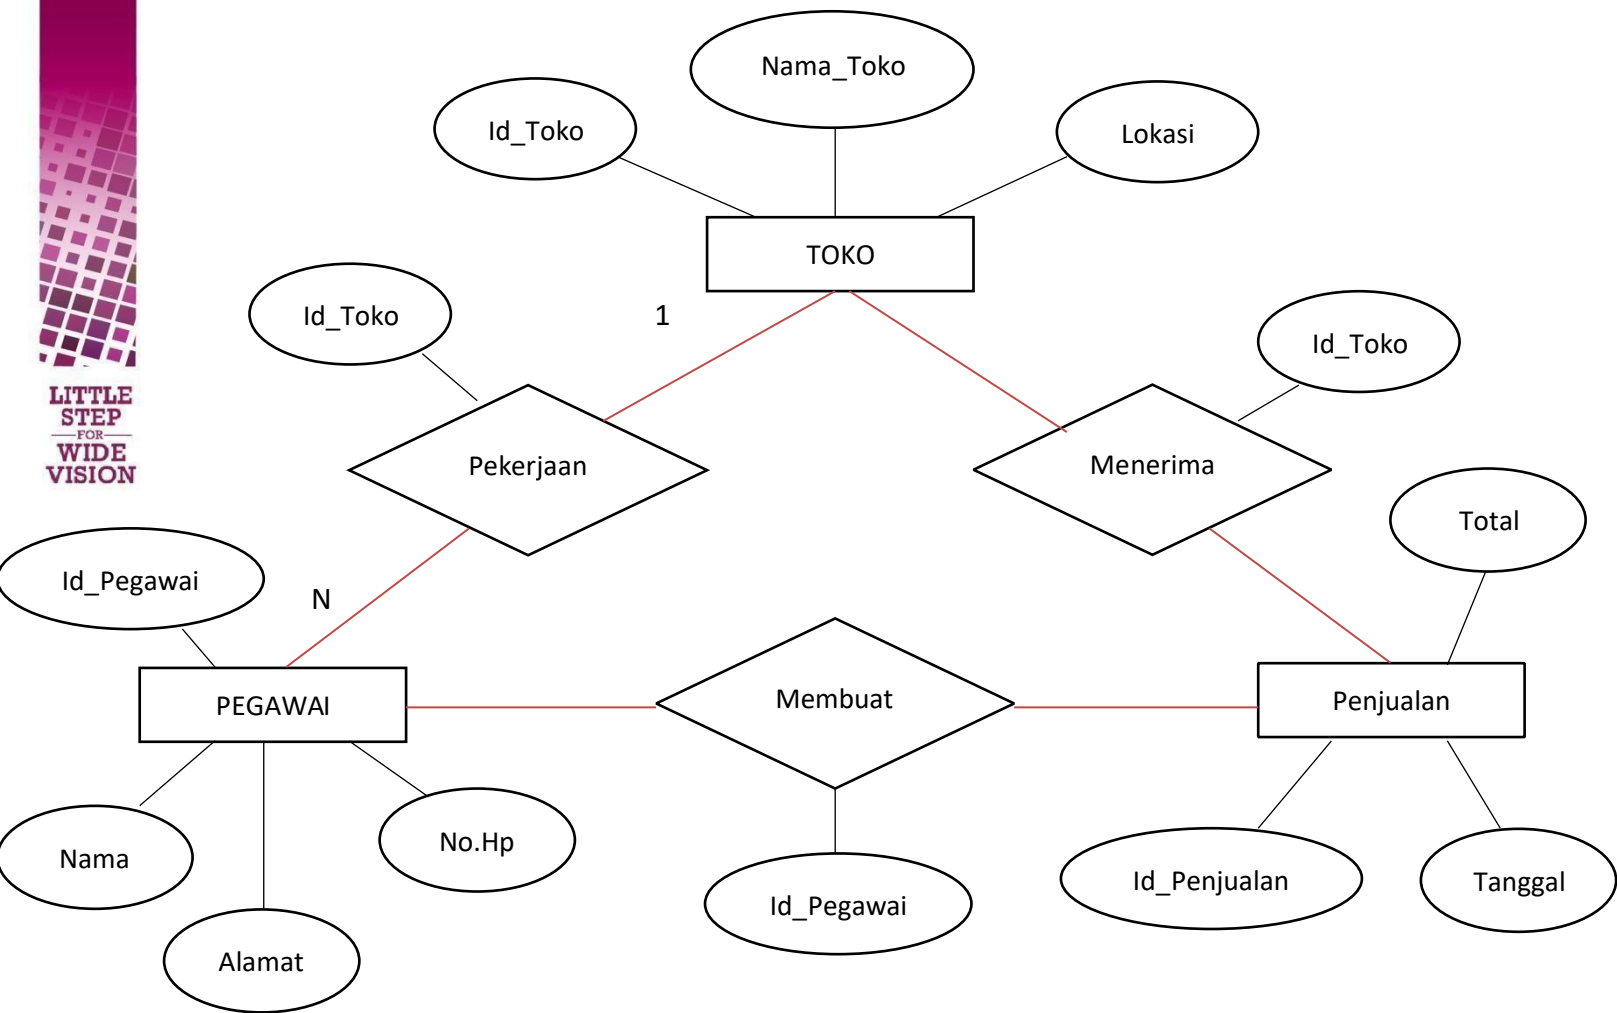 Nama_Toko
Id_Toko
Lokasi
TOKO
Id_Toko
1
Id_Toko
LITTLE
STEP
FOR
WIDE
VISION
Pekerjaan
Menerima
Total
Id_Pegawai
N
PEGAWAI
Membuat
Penjualan
Nama
No.Hp
Id_Penjualan
Tanggal
Id_Pegawai
Alamat